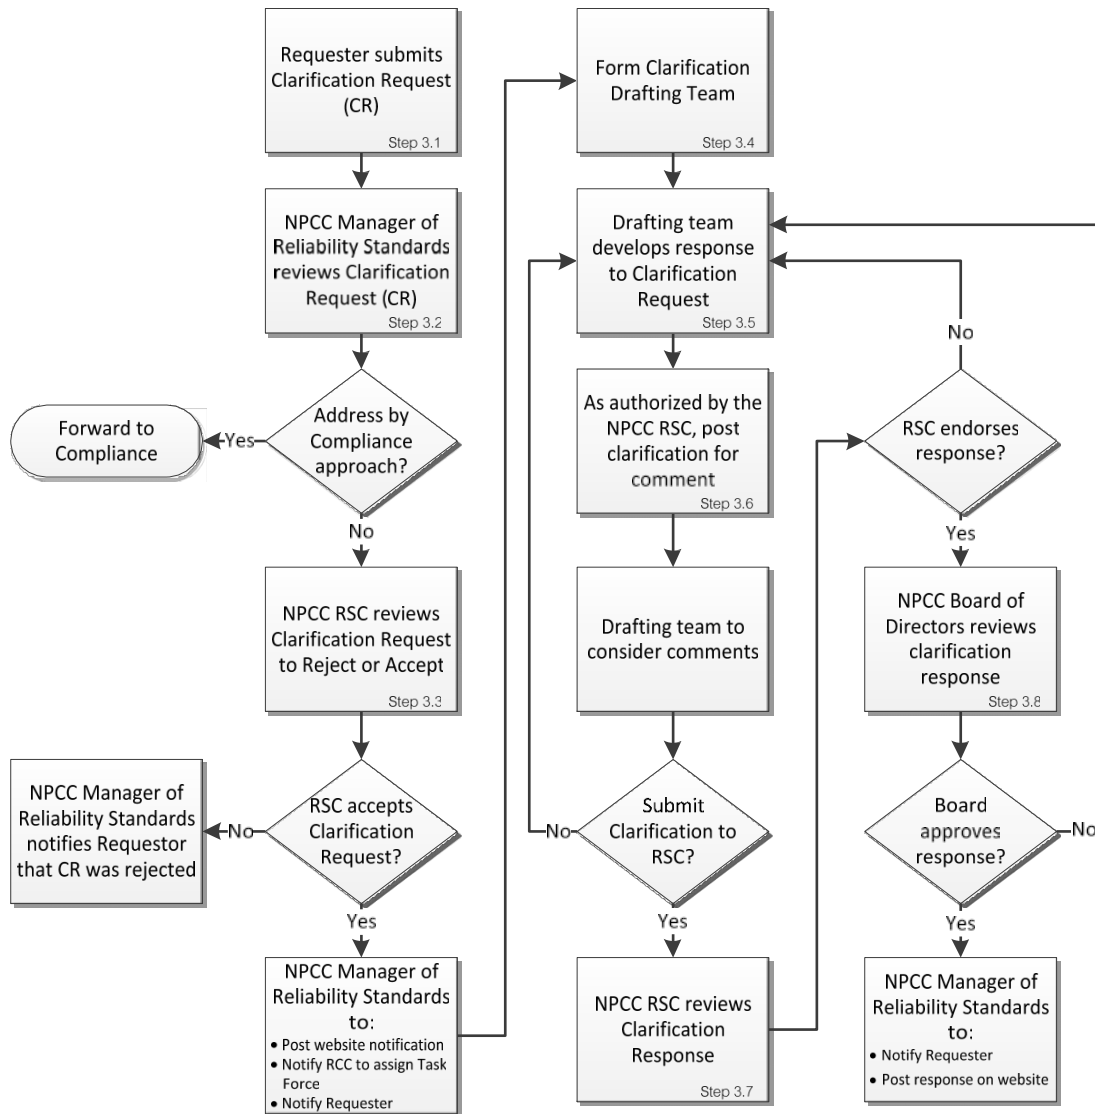 Requester submits
Clarification Request
(CR)
Step 3.1
NPCC Manager of
Reliability Standards
reviews Clarification
Request (CR)
Step 3.2
Address by
Compliance
approach?
Yes
Forward to
Compliance
No
NPCC RSC reviews
Clarification Request
to Reject or Accept
Step 3.3
RSC accepts
Clarification
Request?
No
NPCC Manager of
Reliability Standards
notifies Requestor
that CR was rejected
Yes
NPCC Manager of
Reliability Standards
to:
• Post website notification
• Notify RCC to assign Task
Force
• Notify Requester
Form Clarification
Drafting Team
Step 3.4
Drafting team
develops response
to Clarification
Request
Step 3.5
As authorized by the
NPCC RSC, post
clarification for
comment
Step 3.6
Drafting team to
consider comments
Submit
Clarification to
RSC?
No
Yes
NPCC RSC reviews
Clarification
Response
Step 3.7
No
RSC endorses
response?
Yes
NPCC Board of
Directors reviews
clarification
response
Step 3.8
Board
approves
response?
No
Yes
NPCC Manager of
Reliability Standards
to:
• Notify Requester
• Post response on website